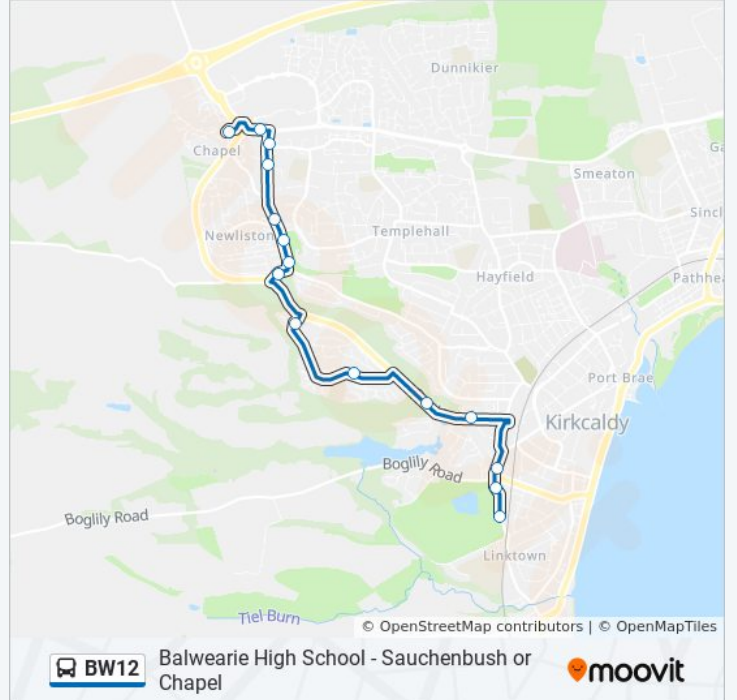 Dunnikier
Chapel
Smeaton
Sincl
Newliston
Templehall
Hayfield
Pathhea
Port Brae
Kirkcaldy
Boglily Road
Boglily Road
Linktown
Tiel Burn
© OpenStreetMap contributors | © OpenMapTiles
BW12
Balwearie High School - Sauchenbush or
Chapel
moovit